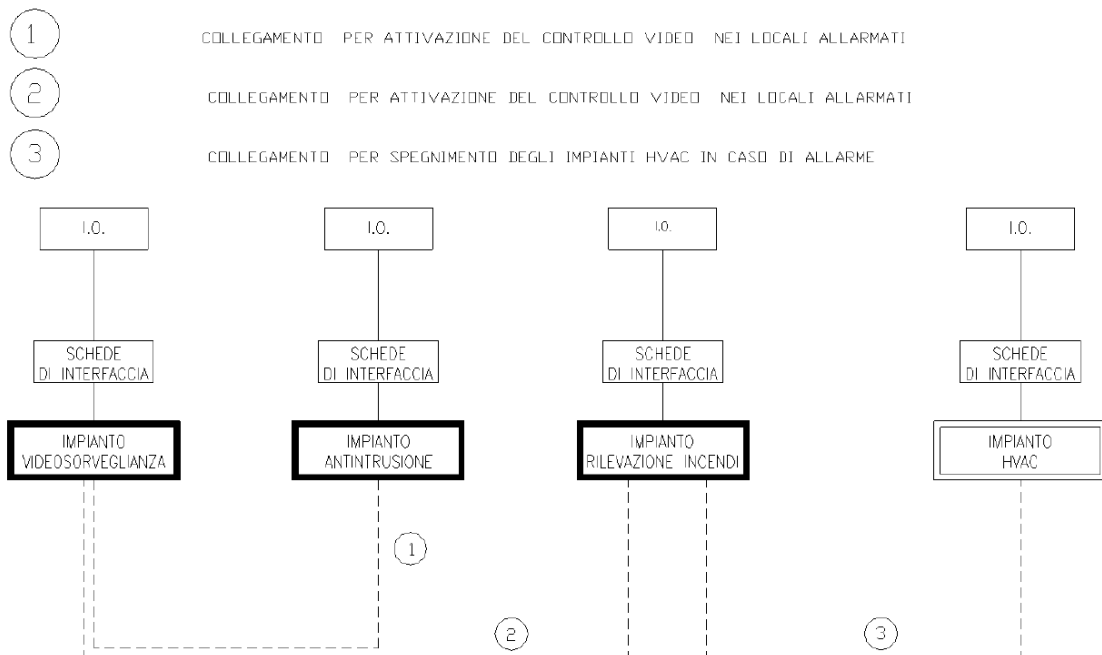 1 COLLEGAMENTO PER ATTIVAZIONE DEL CONTROLLO VIDEO NEI LOCALI ALLARMATI
2 COLLEGAMENTO PER ATTIVAZIONE DEL CONTROLLO VIDEO NEI LOCALI ALLARMATI
3 COLLEGAMENTO PER SPEGNIMENTO DEGLI IMPIANTI HVAC IN CASO DI ALLARME
I.O.
I.O.
I.O.
I.O.
SCHEDE
DI INTERFACCIA
SCHEDE
DI INTERFACCIA
SCHEDE
DI INTERFACCIA
SCHEDE
DI INTERFACCIA
IMPIANTO
VIDEOSORVEGLIANZA
IMPIANTO
ANTINTRUSIONE
IMPIANTO
RILEVAZIONE INCENDI
IMPIANTO
HVAC
1
2
3